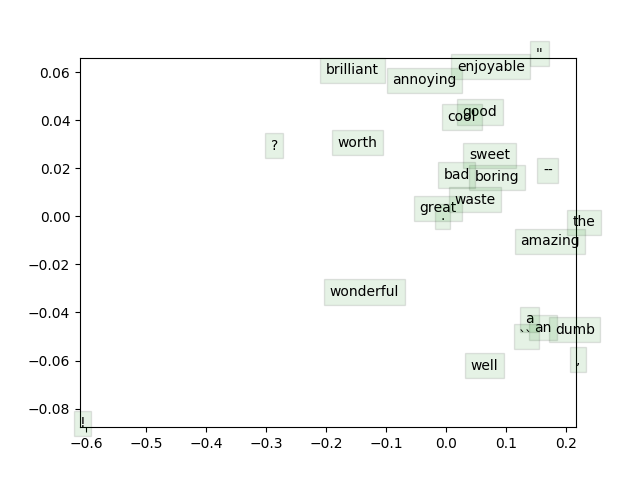 "
brilliant
enjoyable
annoying
good
cool
?
worth
sweet
bad
boring
--
waste
great
.
the
amazing
wonderful
a
``
an
dumb
well
,
!
0.06
0.04
0.02
0.00
−0.02
−0.04
−0.06
−0.08
−0.6 −0.5 −0.4 −0.3 −0.2 −0.1 0.0 0.1 0.2